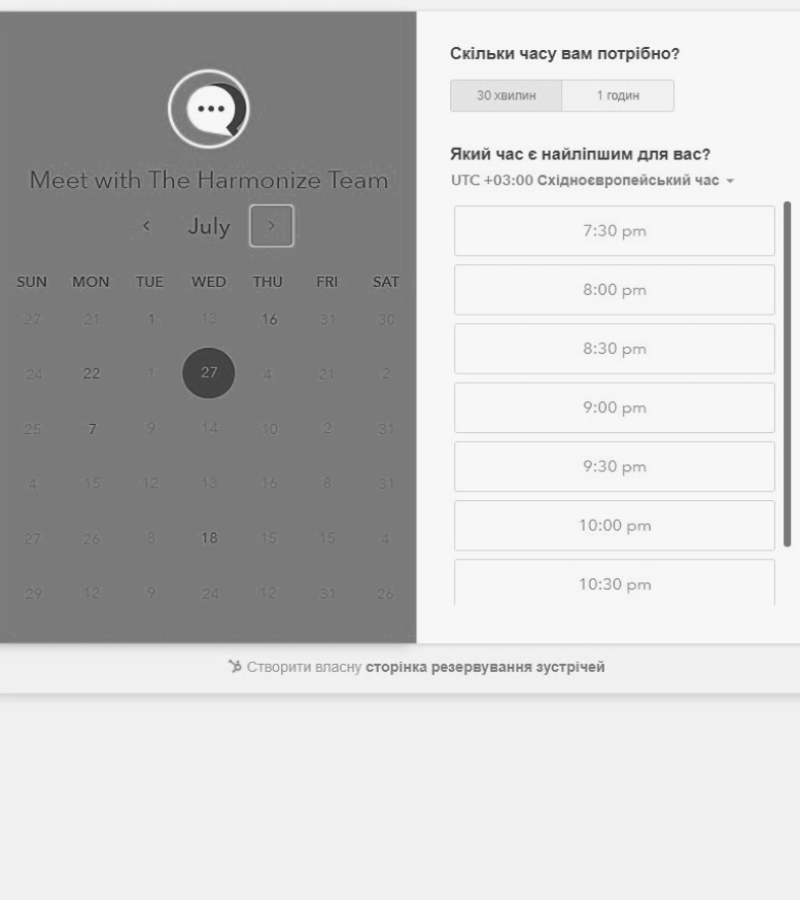 Meet with The Harmonize Team
July
SUN MON TUE WED THU FRI SAT
27 21 1 13 16 31 30
24 22 1 27 4 21 2
25 7 9 14 10 2 31
4 15 12 13 16 8 31
27 26 8 18 15 15 4
29 12 9 24 12 31 26
Скільки часу вам потрібно?
30 хвилин 1 годин
Який час є найліпшим для вас?
UTC +03:00 Східноєвропейський час
7:30 pm
8:00 pm
8:30 pm
9:00 pm
9:30 pm
10:00 pm
10:30 pm
Створити власну сторінка резервування зустрічей